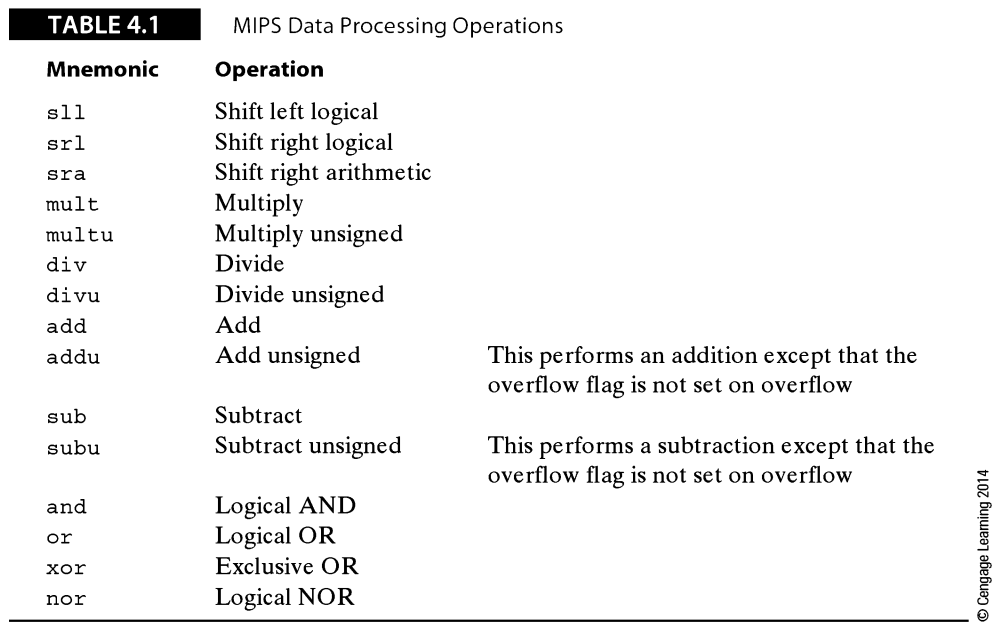 TABLE 4.1 MIPS Data Processing Operations
Mnemonic Operation
sll Shift left logical
srl Shift right logical
sra Shift right arithmetic
mult Multiply
multu Multiply unsigned
div Divide
divu Divide unsigned
add Add
addu Add unsigned This performs an addition except that the
overflow flag is not set on overflow
sub Subtract
subu Subtract unsigned This performs a subtraction except that the
overflow flag is not set on overflow
and Logical AND
or Logical OR
xor Exclusive OR
nor Logical NOR
© Cengage Learning 2014